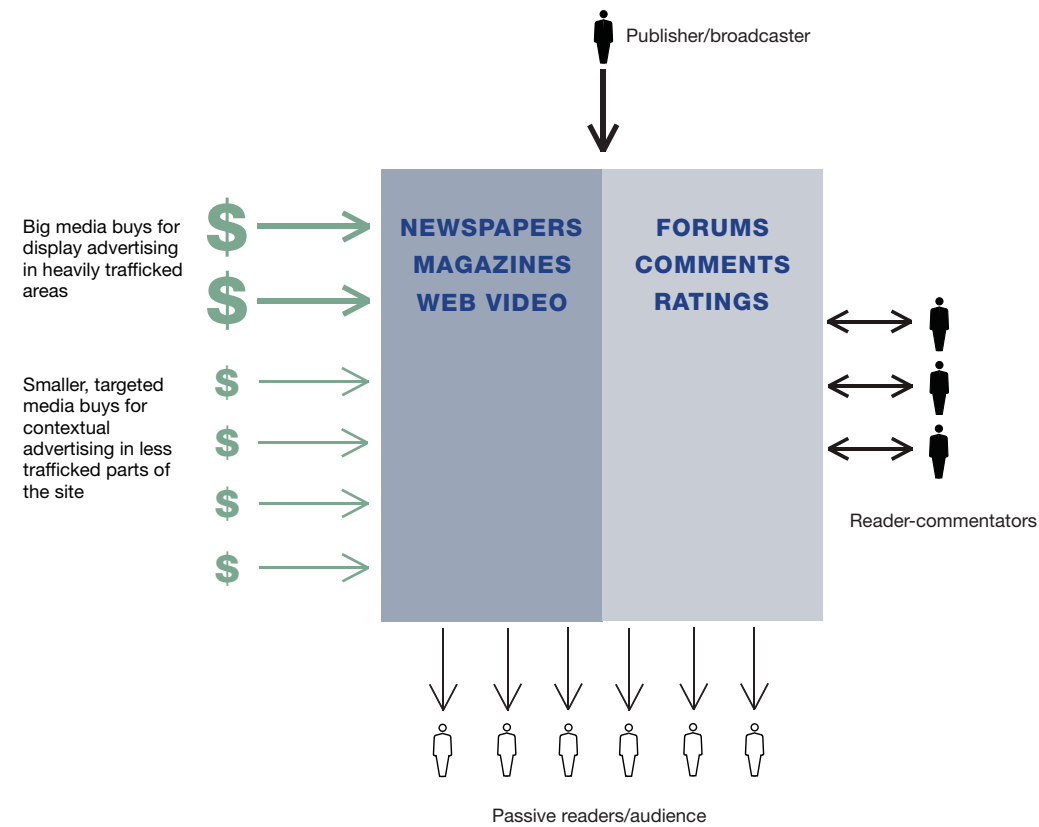 Publisher/broadcaster
Big media buys for
display advertising
in heavily trafficked
areas
$
$
NEWSPAPERS
MAGAZINES
WEB VIDEO
FORUMS
COMMENTS
RATINGS
Smaller, targeted
media buys for
contextual
advertising in less
trafficked parts of
the site
$
$
$
$
Reader-commentators
Passive readers/audience